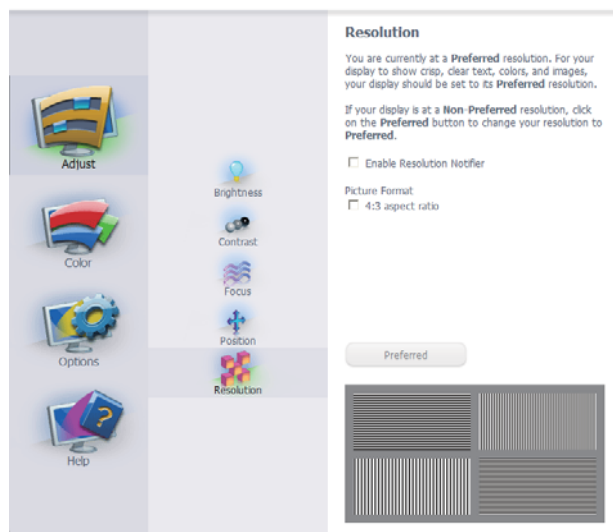 Adjust
Color
Options
Help
Brightness
Contrast
Focus
Position
Resolution
Resolution
You are currently at a Preferred resolution. For your
display to show crisp, clear text, colors, and images,
your display should be set to its Preferred resolution.
If your display is at a Non-Preferred resolution, click
on the Preferred button to change your resolution to
Preferred.
Enable Resolution Notifier
Picture Format
4:3 aspect ratio
Preferred